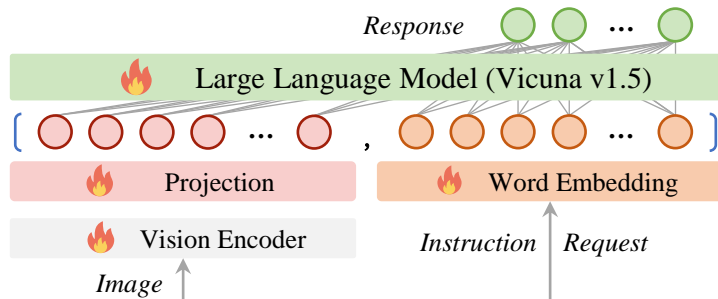 Response ...
Large Language Model (Vicuna v1.5)
[ ... , ... ]
Projection Word Embedding
Vision Encoder
Instruction Request
Image